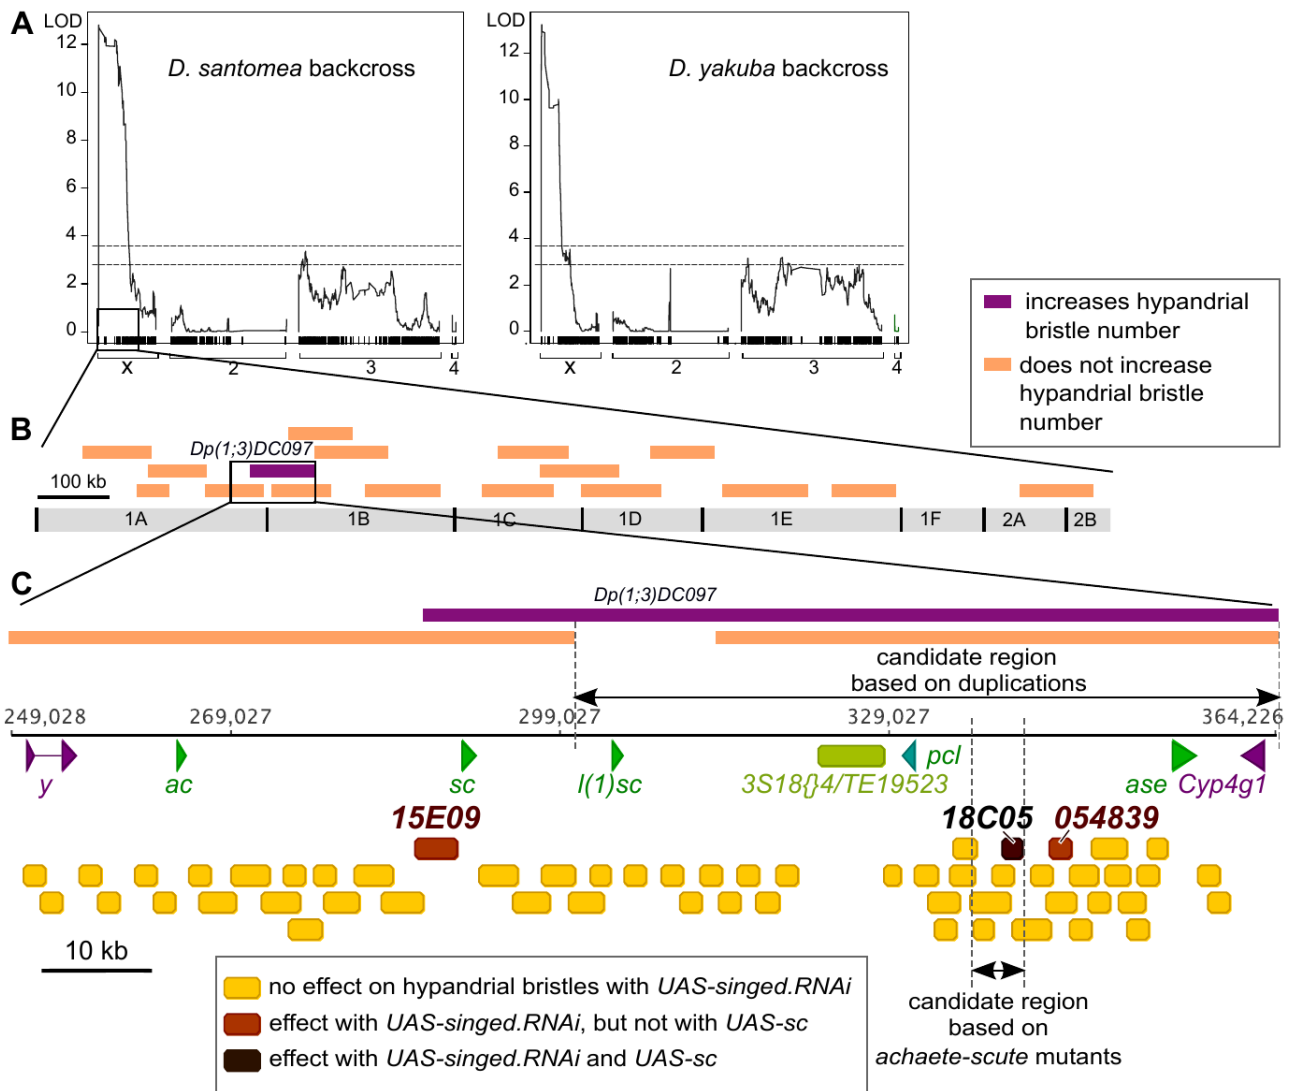 A
LOD
12
10
8
6
4
2
0
D. santomea backcross
X
2
3
4
LOD
12
10
8
6
4
2
0
D. yakuba backcross
X
2
3
4
increases hypandrial
bristle number
does not increase
hypandrial bristle
number
B
Dp(1;3)DC097
100 kb
1A
1B
1C
1D
1E
1F
2A
2B
C
Dp(1;3)DC097
candidate region
based on duplications
249,028
269,027
299,027
329,027
364,226
y
ac
sc
l(1)sc
3S18{}4/TE19523
pcl
ase
Cyp4g1
15E09
18C05
054839
10 kb
candidate region
based on
achaete-scute mutants
no effect on hypandrial bristles with UAS-singed.RNAi
effect with UAS-singed.RNAi, but not with UAS-sc
effect with UAS-singed.RNAi and UAS-sc